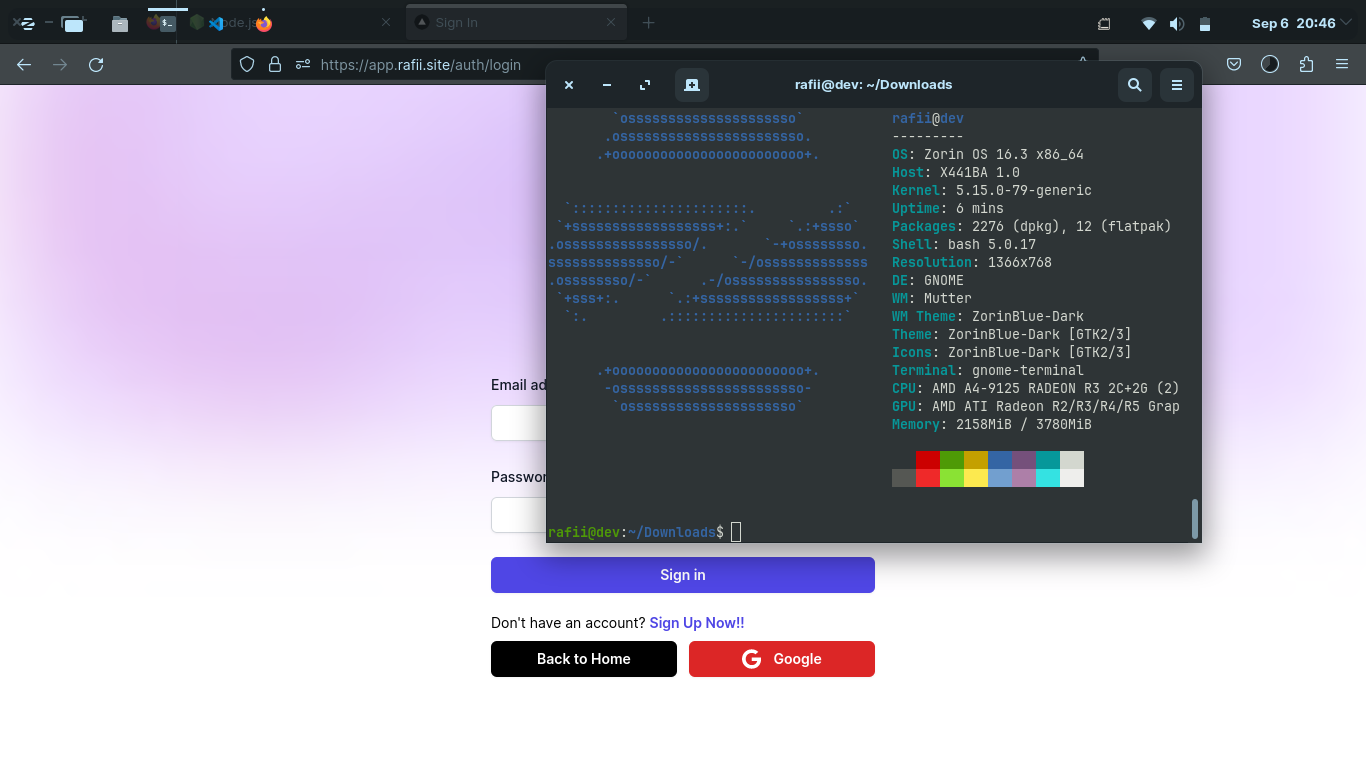 Node.js
Sign In
Sep 6 20:46
https://app.rafii.site/auth/login
rafii@dev: ~/Downloads
`osssssssssssssssssssso`
.osssssssssssssssssssssso.
.+oooooooooooooooooooooooo+.
`::::::::::::::::::::::. .:`
`+ssssssssssssssssss+:.` `.:+ssso`
.ossssssssssssssso/. `-+ossssssso.
ssssssssssssso/-` `-/osssssssssssss
.ossssssso/-` .-/ossssssssssssssso.
`+sss+:. `.:+ssssssssssssssssss+`
`:. .::::::::::::::::::::::`
.+oooooooooooooooooooooooo+.
-osssssssssssssssssssssso-
`osssssssssssssssssssso`
rafii@dev
---------
OS: Zorin OS 16.3 x86_64
Host: X441BA 1.0
Kernel: 5.15.0-79-generic
Uptime: 6 mins
Packages: 2276 (dpkg), 12 (flatpak)
Shell: bash 5.0.17
Resolution: 1366x768
DE: GNOME
WM: Mutter
WM Theme: ZorinBlue-Dark
Theme: ZorinBlue-Dark [GTK2/3]
Icons: ZorinBlue-Dark [GTK2/3]
Terminal: gnome-terminal
CPU: AMD A4-9125 RADEON R3 2C+2G (2)
GPU: AMD ATI Radeon R2/R3/R4/R5 Grap
Memory: 2158MiB / 3780MiB
rafii@dev:~/Downloads$
Email ad
Passwor
Sign in
Don't have an account? Sign Up Now!!
Back to Home
Google